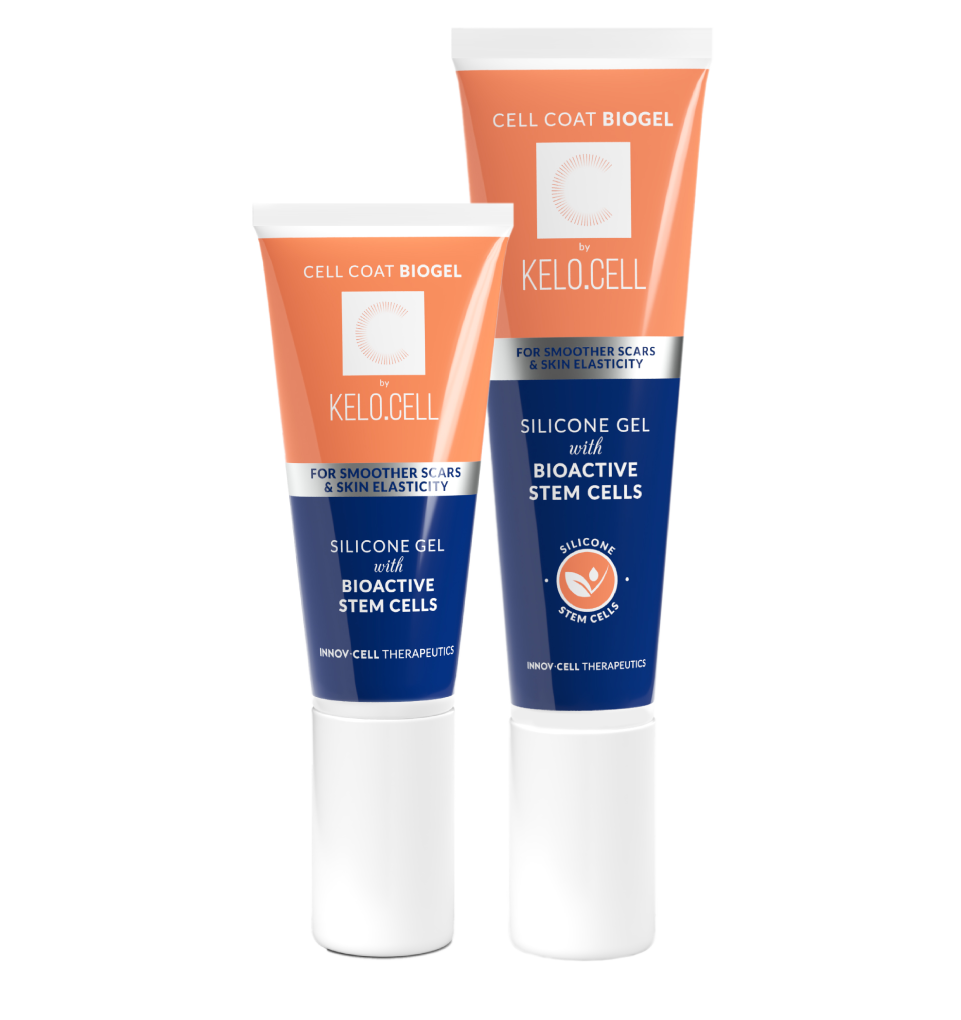 CELL COAT BIOGEL
C
by
KELO.CELL
FOR SMOOTHER SCARS
& SKIN ELASTICITY
SILICONE GEL
with
BIOACTIVE
STEM CELLS
INNOV·CELL THERAPEUTICS
CELL COAT BIOGEL
C
by
KELO.CELL
FOR SMOOTHER SCARS
& SKIN ELASTICITY
SILICONE GEL
with
BIOACTIVE
STEM CELLS
SILICONE
STEM CELLS
INNOV·CELL THERAPEUTICS